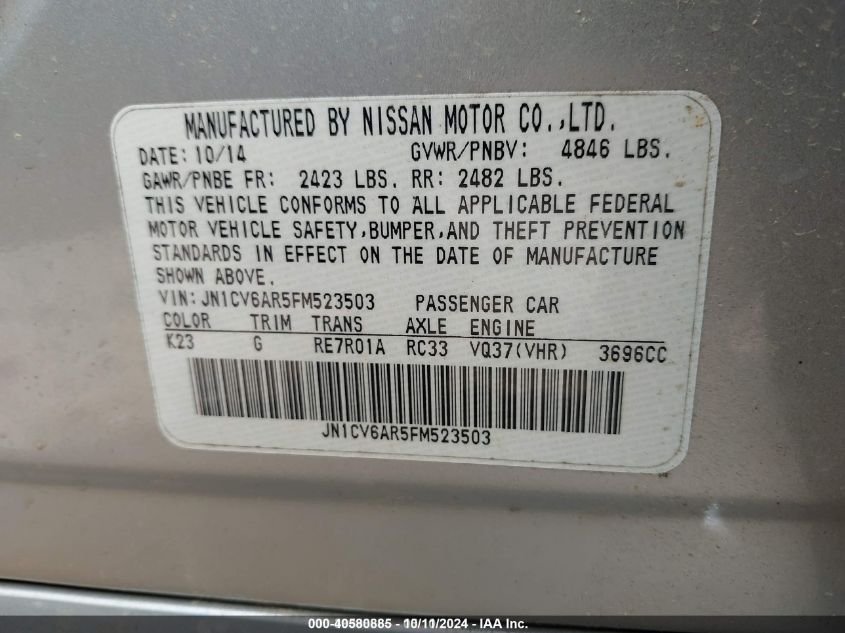 MANUFACTURED BY NISSAN MOTOR CO.,LTD.
DATE: 10/14 GVWR/PNBV: 4846 LBS.
GAWR/PNBE FR: 2423 LBS. RR: 2482 LBS.
THIS VEHICLE CONFORMS TO ALL APPLICABLE FEDERAL
MOTOR VEHICLE SAFETY,BUMPER,AND THEFT PREVENTION
STANDARDS IN EFFECT ON THE DATE OF MANUFACTURE
SHOWN ABOVE.
VIN: JN1CV6AR5FM523503 PASSENGER CAR
COLOR TRIM TRANS AXLE ENGINE
K23 G RE7R01A RC33 VQ37(VHR) 3696CC
JN1CV6AR5FM523503
000-40580885 - 10/11/2024 - IAA Inc.